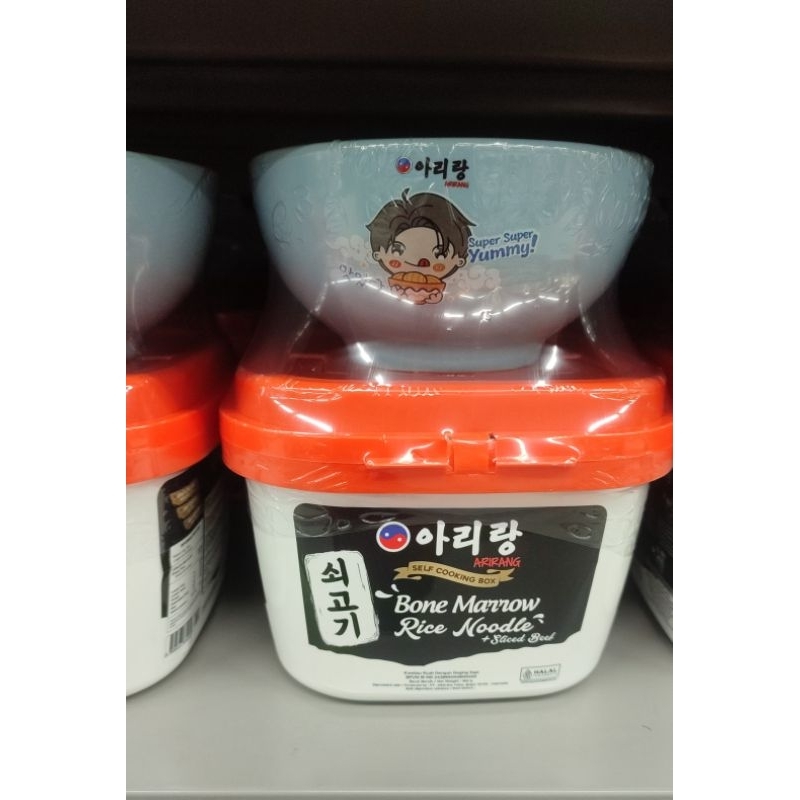 아리랑
ARIRANG
Super Super
Yummy!
아리랑
ARIRANG
SELF COOKING BOX
쇠고기
Bone Marrow
Rice Noodle
+ Sliced Beef
HALAL